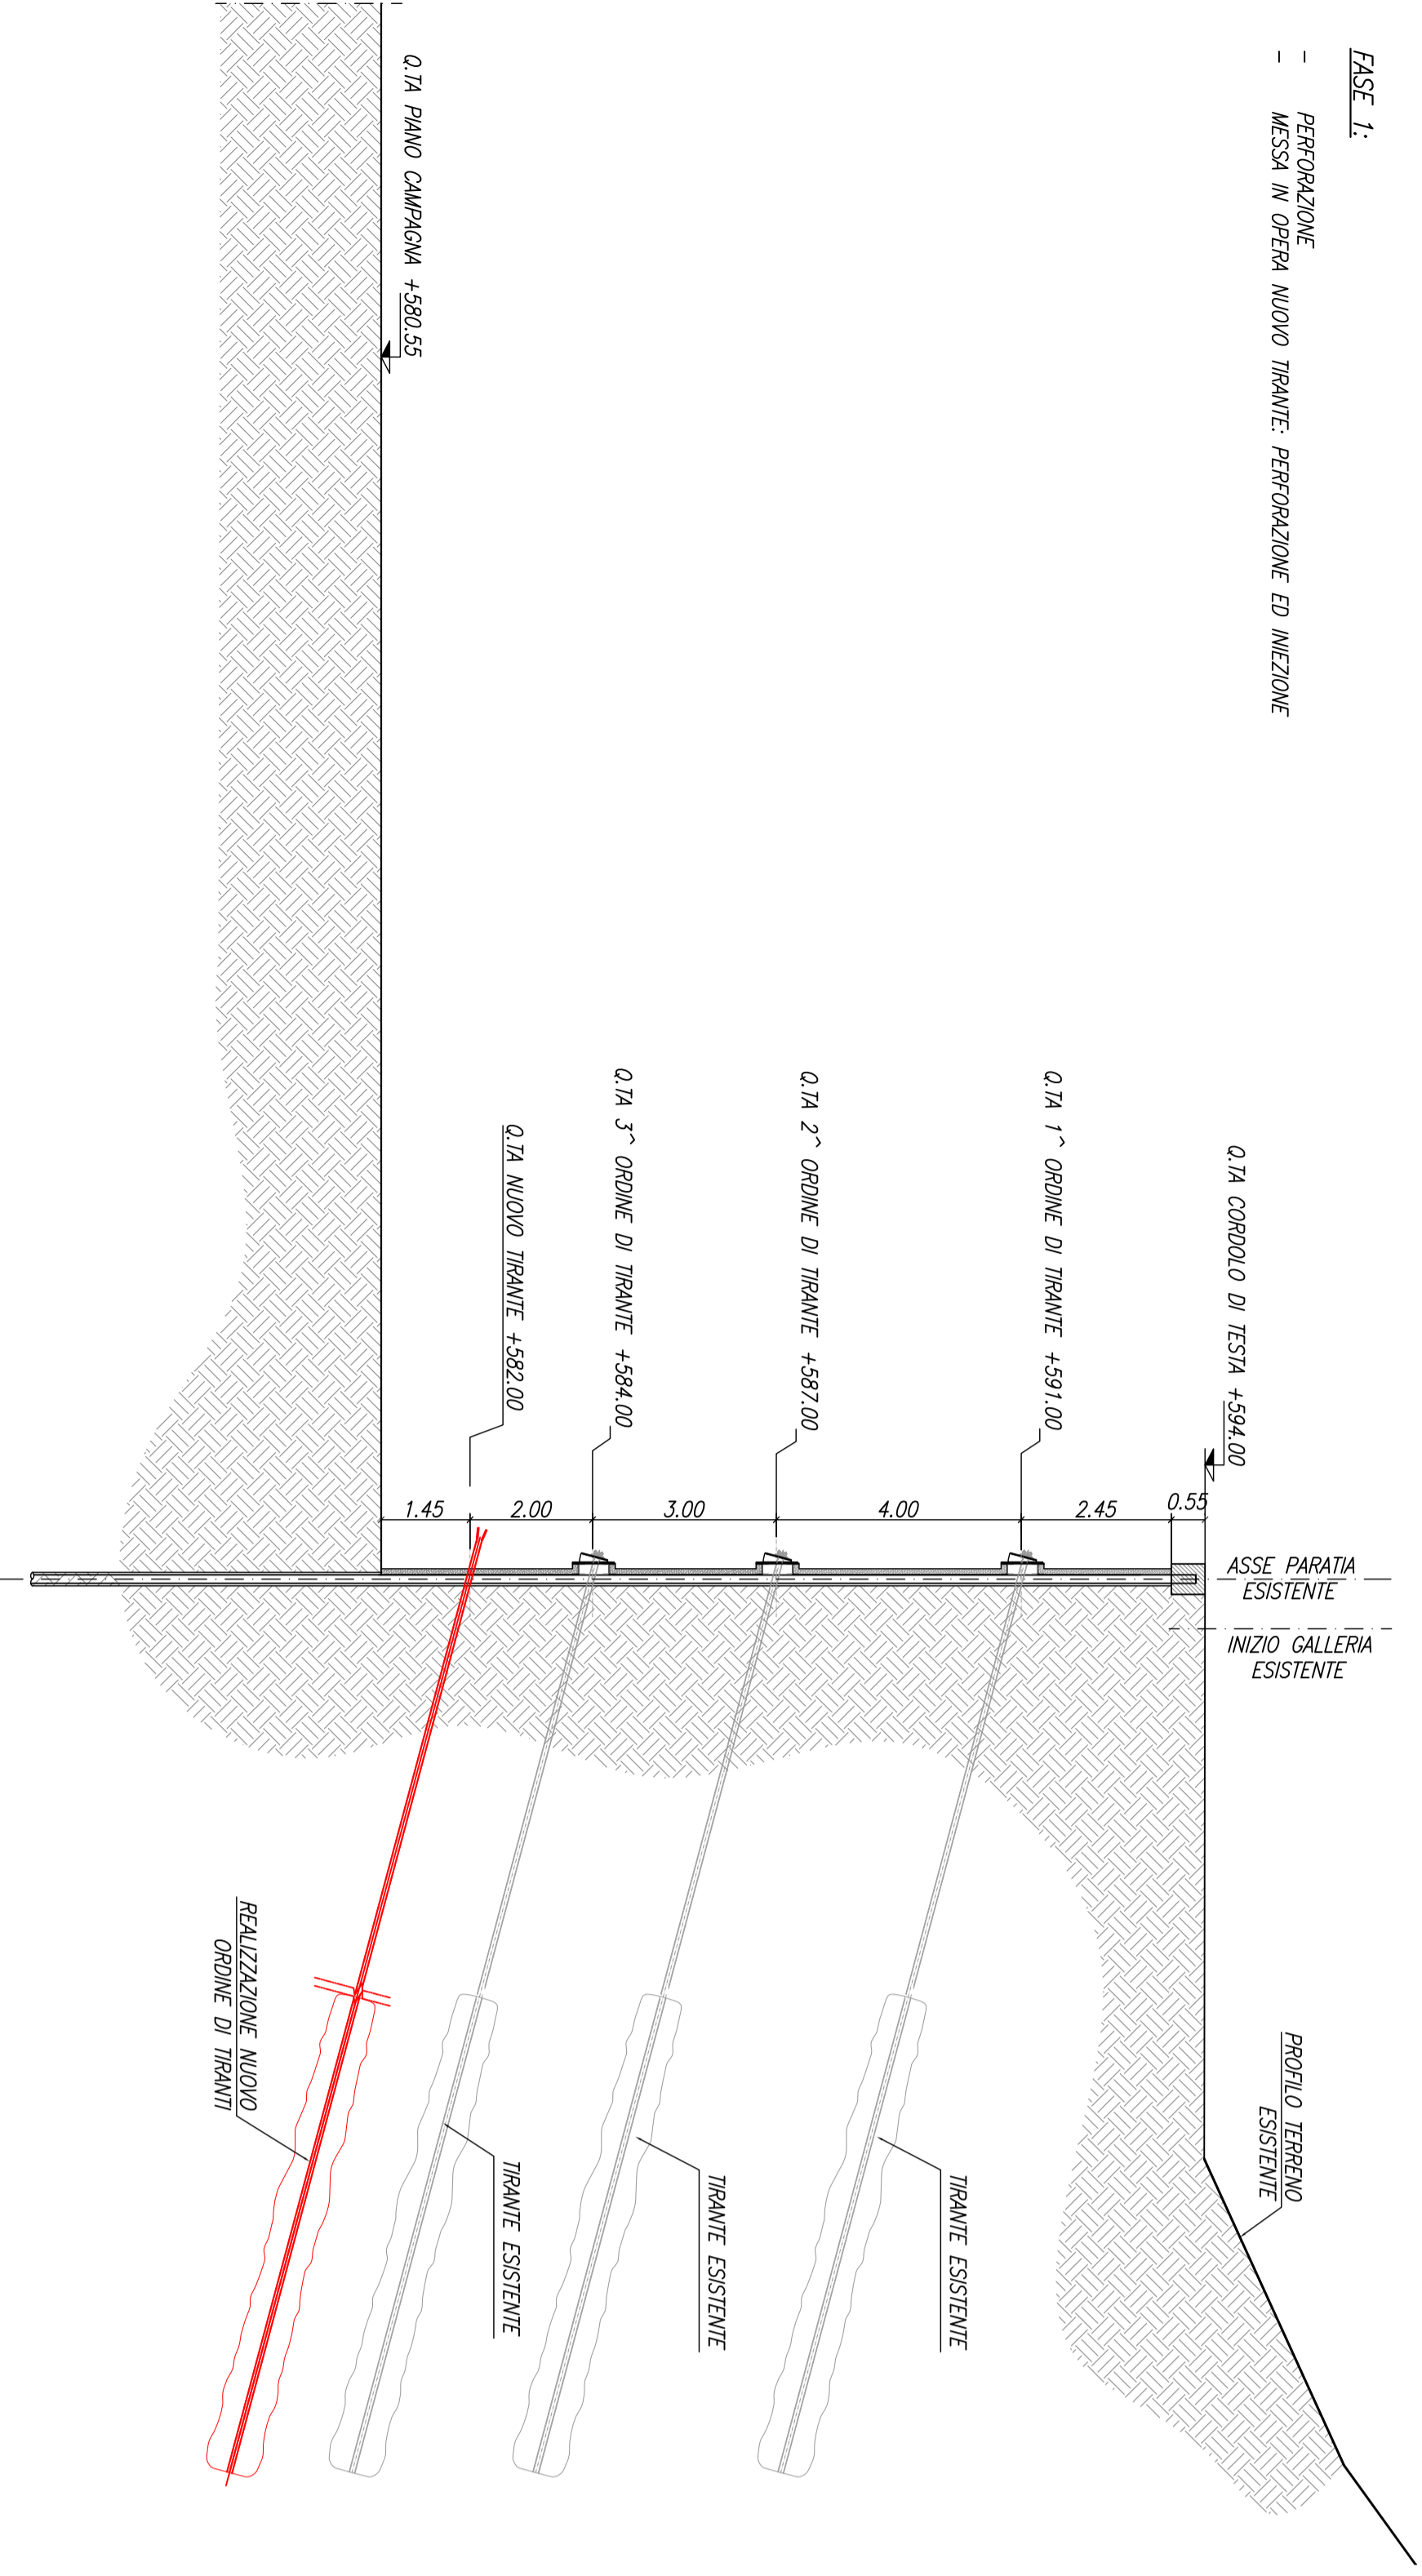 FASE 1:
- PERFORAZIONE
- MESSA IN OPERA NUOVO TIRANTE: PERFORAZIONE ED INIEZIONE
Q.TA CORDOLO DI TESTA +594.00
Q.TA 1^ ORDINE DI TIRANTE +591.00
Q.TA 2^ ORDINE DI TIRANTE +587.00
Q.TA 3^ ORDINE DI TIRANTE +584.00
Q.TA NUOVO TIRANTE +582.00
Q.TA PIANO CAMPAGNA +580.55
0.55
2.45
4.00
3.00
2.00
1.45
ASSE PARATIA
ESISTENTE
INIZIO GALLERIA
ESISTENTE
PROFILO TERRENO
ESISTENTE
TIRANTE ESISTENTE
TIRANTE ESISTENTE
TIRANTE ESISTENTE
REALIZZAZIONE NUOVO
ORDINE DI TIRANTI